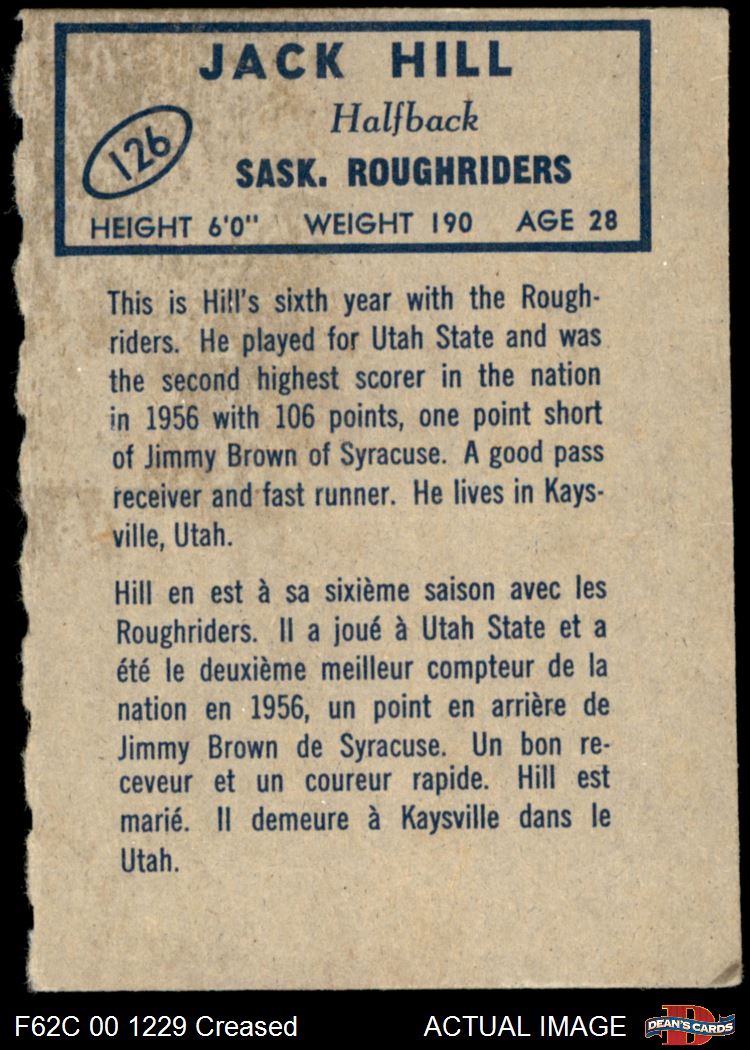 JACK HILL
Halfback
126
SASK. ROUGHRIDERS
HEIGHT 6'0" WEIGHT 190 AGE 28
This is Hill's sixth year with the Rough-
riders. He played for Utah State and was
the second highest scorer in the nation
in 1956 with 106 points, one point short
of Jimmy Brown of Syracuse. A good pass
receiver and fast runner. He lives in Kays-
ville, Utah.
Hill en est à sa sixième saison avec les
Roughriders. Il a joué à Utah State et a
été le deuxième meilleur compteur de la
nation en 1956, un point en arrière de
Jimmy Brown de Syracuse. Un bon re-
ceveur et un coureur rapide. Hill est
marié. Il demeure à Kaysville dans le
Utah.
F62C 00 1229 Creased
ACTUAL IMAGE
D
DEAN'S CARDS